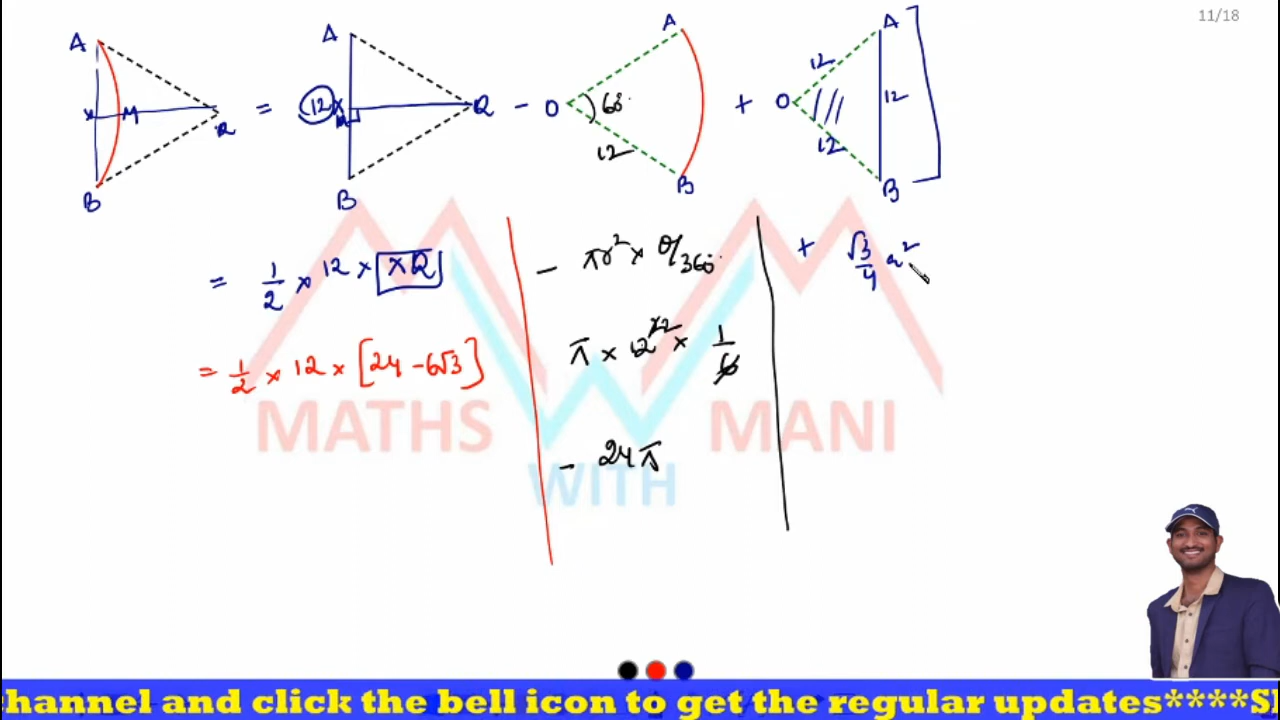 11/18
A A A A
X M Q = 12 X Q - O 60° + O 12 12
B B 12 B 12 B
= 1/2 × 12 × XQ - πr² × θ/360° + √3/4 a²
= 1/2 × 12 × [24 - 6√3] π × 12 × 12 × 1/6
- 24π
MATHS MANI
WITH
channel and click the bell icon to get the regular updates****S